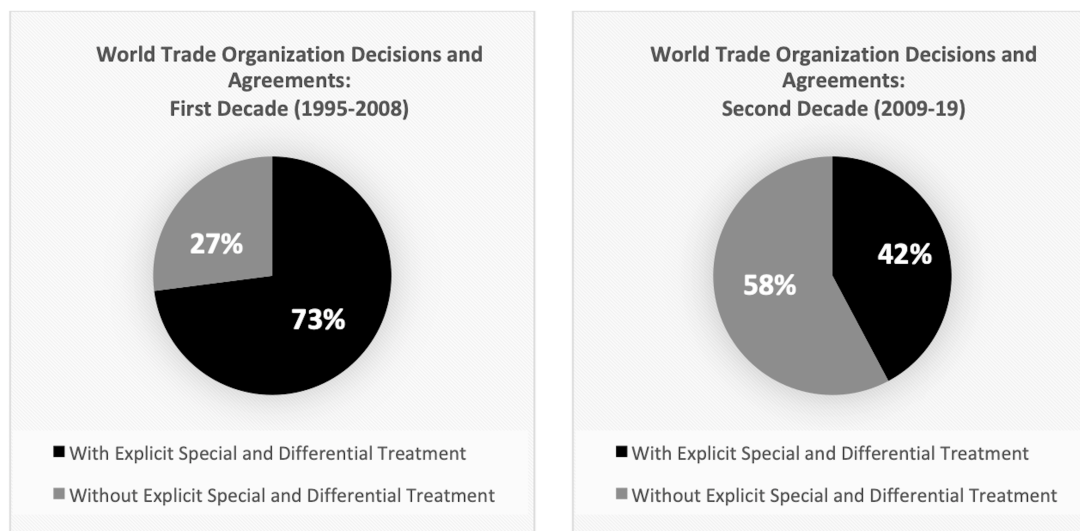 World Trade Organization Decisions and
Agreements:
First Decade (1995-2008)
27%
73%
With Explicit Special and Differential Treatment
Without Explicit Special and Differential Treatment
World Trade Organization Decisions and
Agreements:
Second Decade (2009-19)
42%
58%
With Explicit Special and Differential Treatment
Without Explicit Special and Differential Treatment